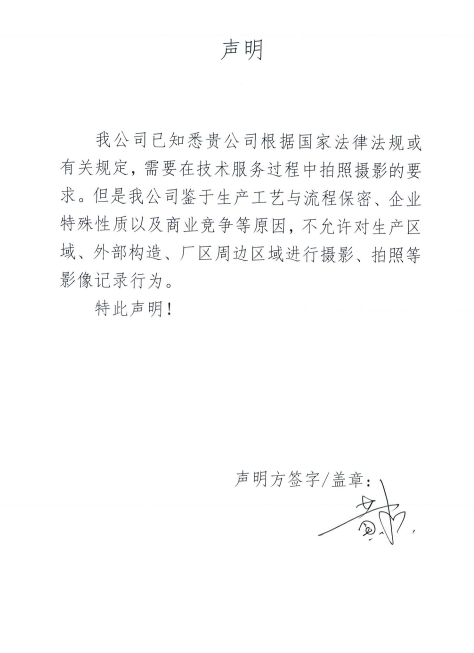 声明
我公司已知悉贵公司根据国家法律法规或
有关规定，需要在技术服务过程中拍照摄影的要
求。但是我公司鉴于生产工艺与流程保密、企业
特殊性质以及商业竞争等原因，不允许对生产区
域、外部构造、厂区周边区域进行摄影、拍照等
影像记录行为。
特此声明！
声明方签字/盖章：